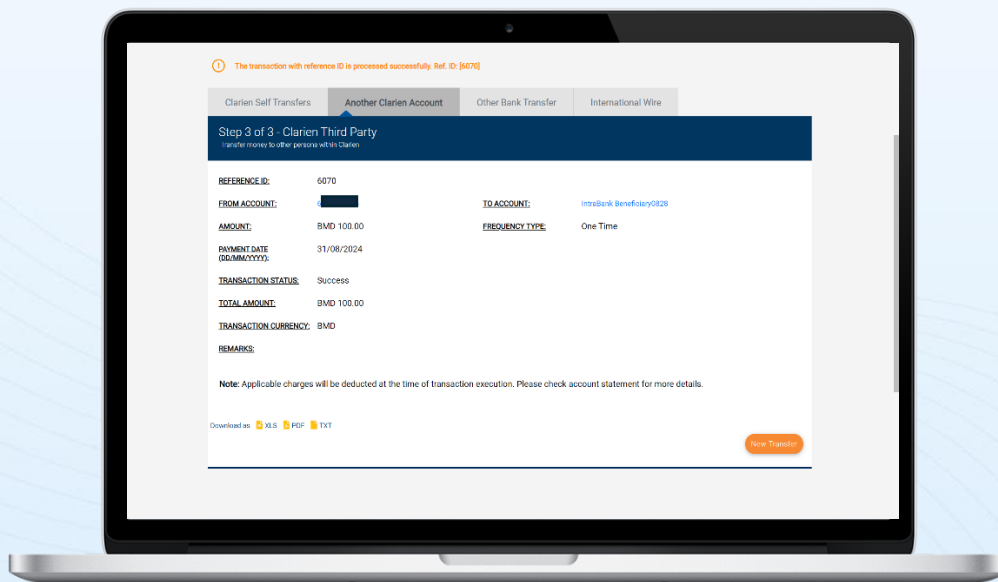 The transaction with reference ID is processed successfully. Ref. ID: [6070]
Clarien Self Transfers
Another Clarien Account
Other Bank Transfer
International Wire
Step 3 of 3 - Clarien Third Party
Transfer money to other persons within Clarien
REFERENCE ID: 6070
FROM ACCOUNT: 6
TO ACCOUNT: IntraBank Beneficiary0828
AMOUNT: BMD 100.00
FREQUENCY TYPE: One Time
PAYMENT DATE
(DD/MM/YYYY): 31/08/2024
TRANSACTION STATUS: Success
TOTAL AMOUNT: BMD 100.00
TRANSACTION CURRENCY: BMD
REMARKS:
Note: Applicable charges will be deducted at the time of transaction execution. Please check account statement for more details.
Download as XLS PDF TXT
New Transfer